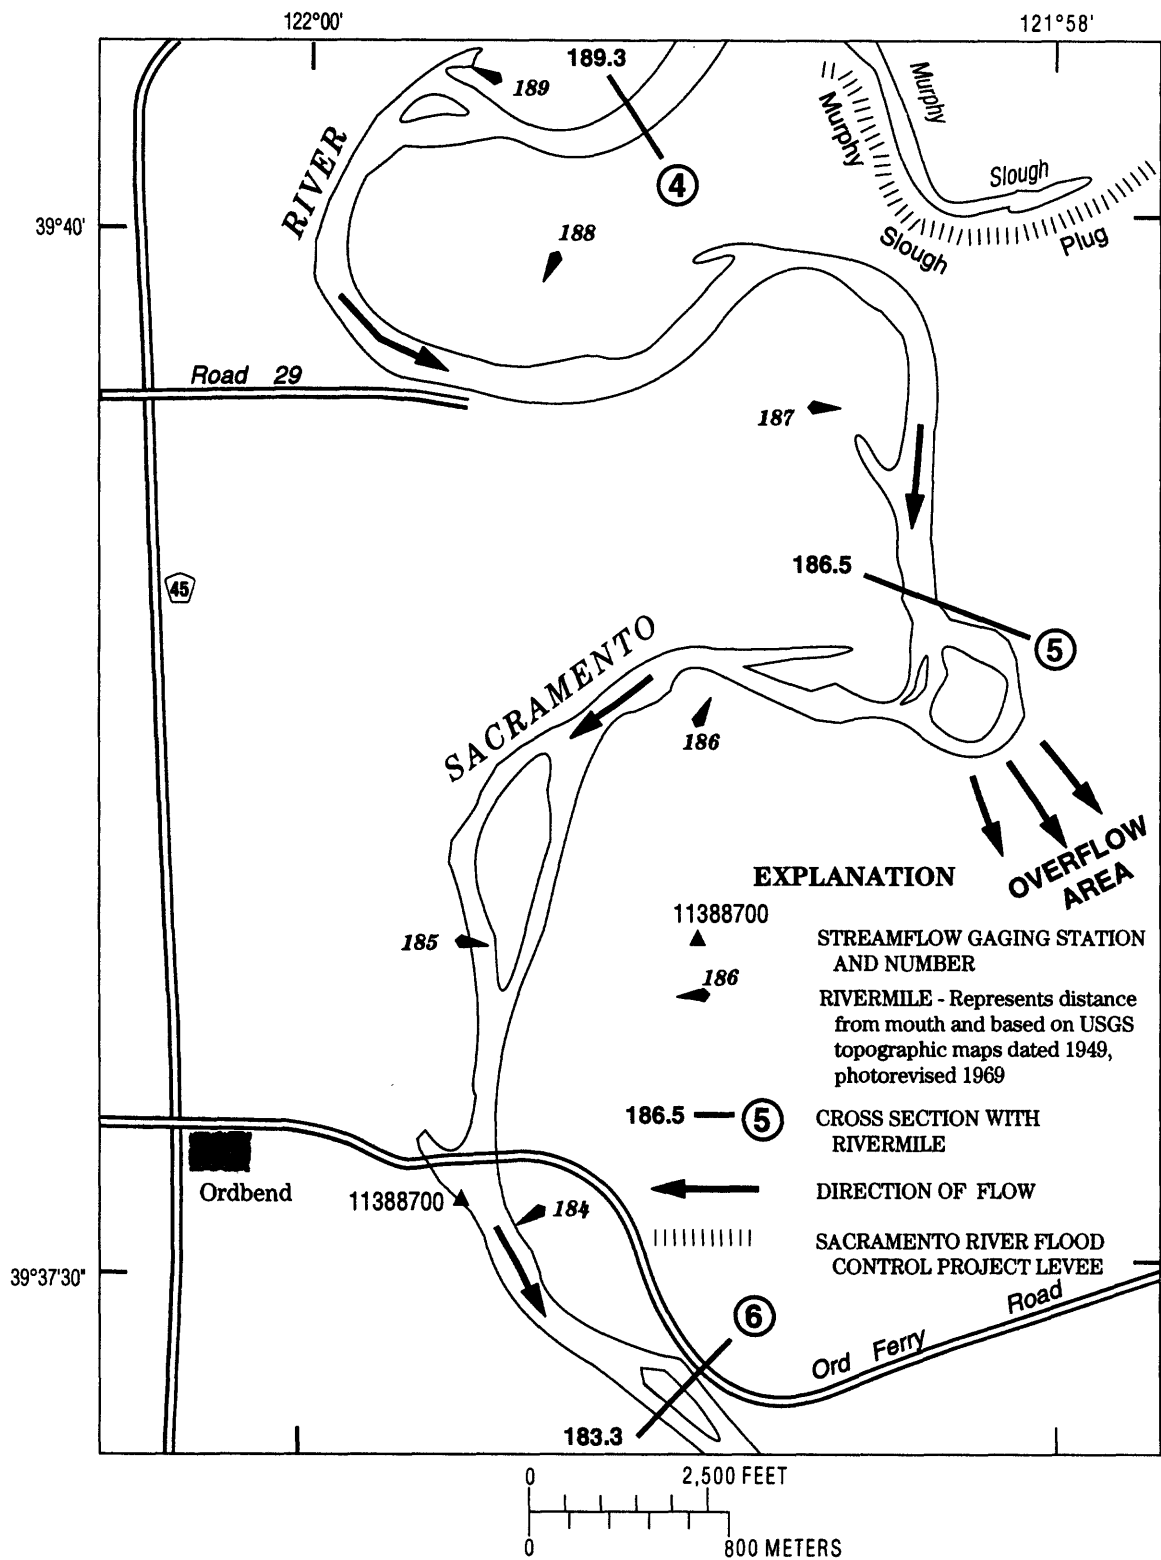 122°00'
121°58'
189.3
189
4
RIVER
Murphy
Slough
Murphy
Slough
Plug
39°40'
188
Road 29
187
45
186.5
5
SACRAMENTO
186
OVERFLOW
AREA
185
EXPLANATION
11388700
STREAMFLOW GAGING STATION
AND NUMBER
186
RIVERMILE - Represents distance
from mouth and based on USGS
topographic maps dated 1949,
photorevised 1969
186.5
5
CROSS SECTION WITH
RIVERMILE
DIRECTION OF FLOW
SACRAMENTO RIVER FLOOD
CONTROL PROJECT LEVEE
Ordbend
11388700
184
39°37'30"
6
Ord Ferry Road
183.3
0 2,500 FEET
0 800 METERS